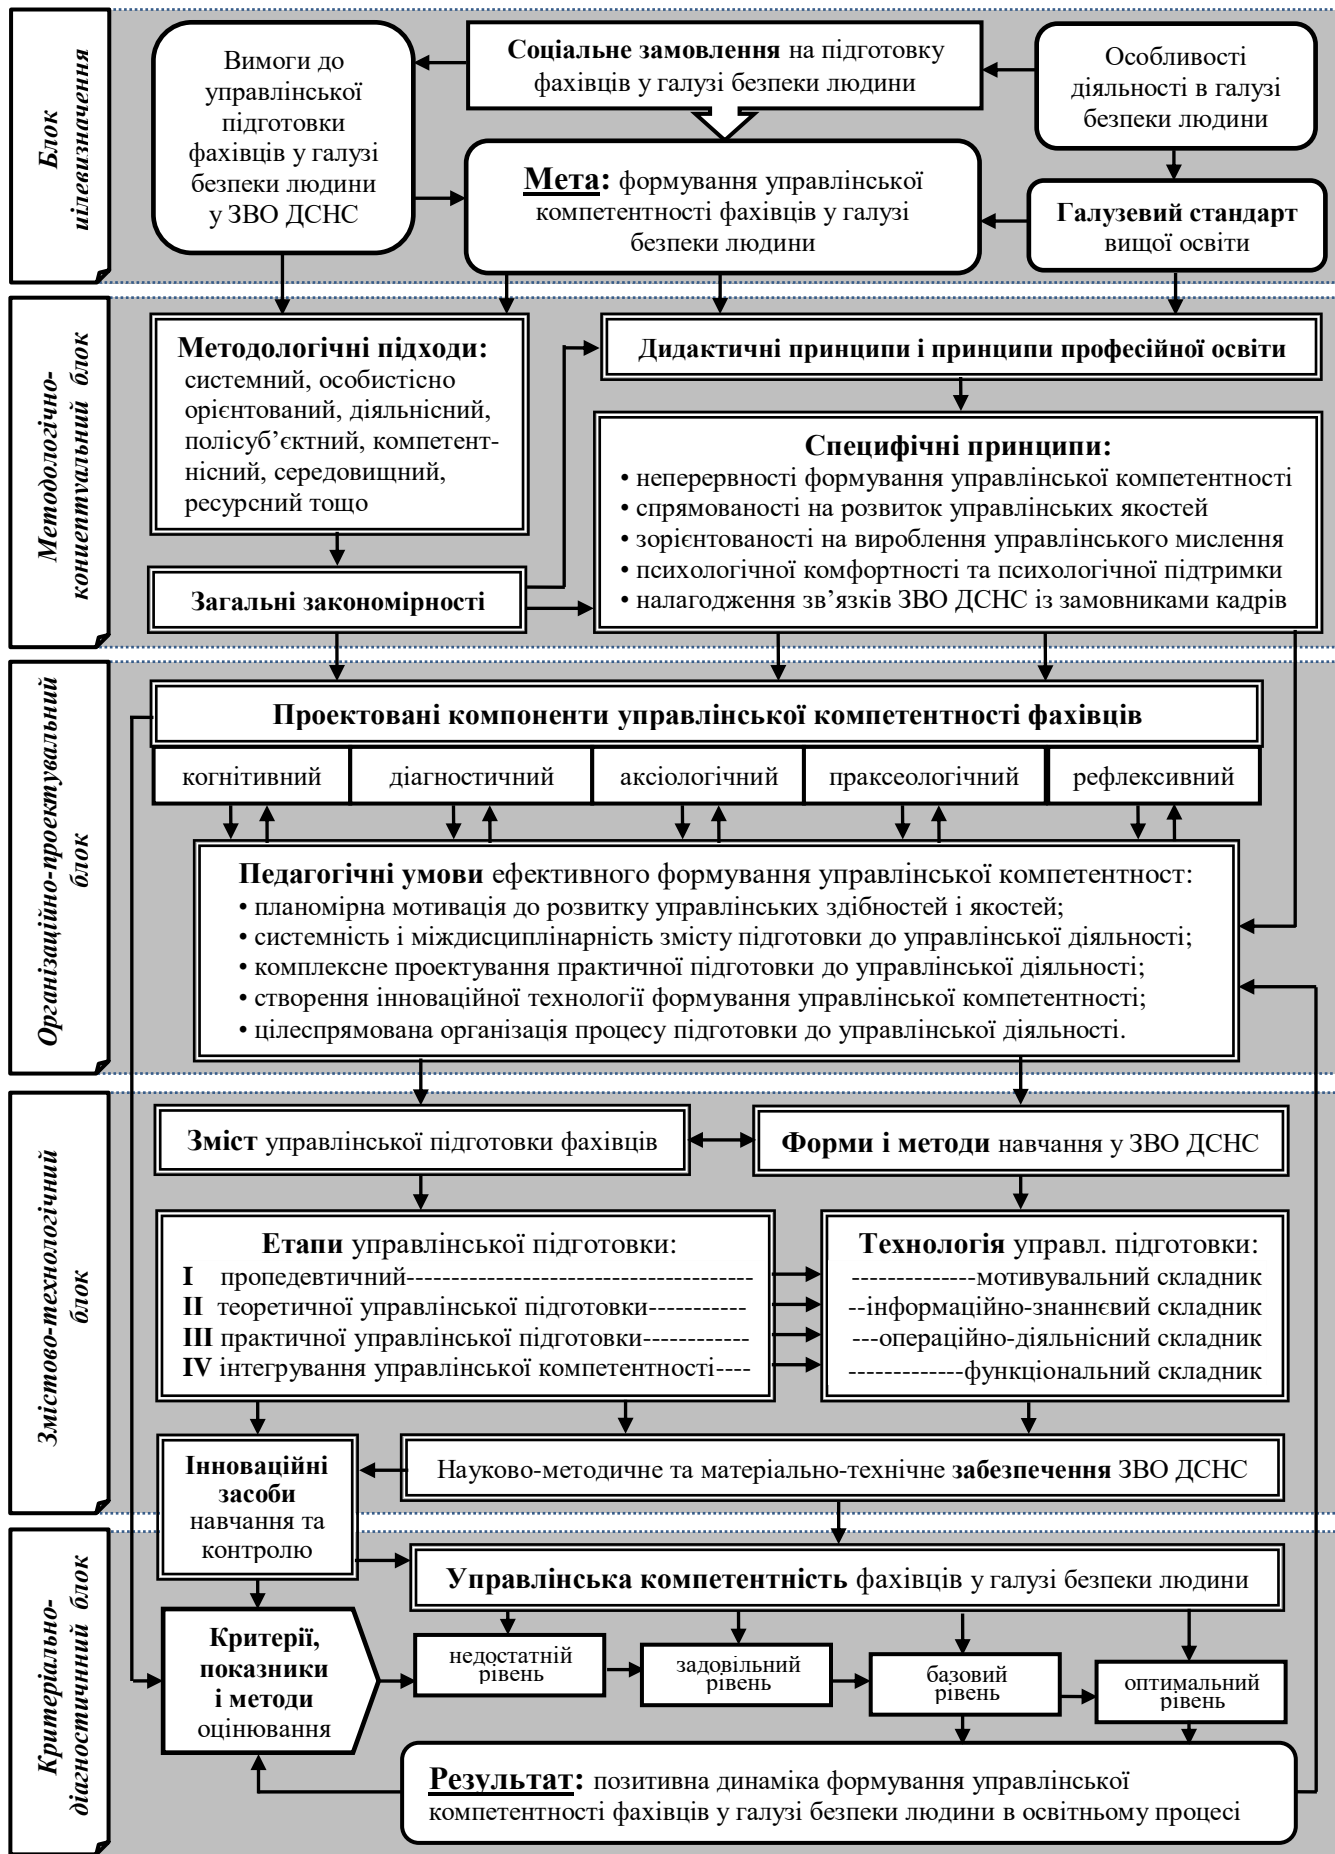 Блок
цілевизначення
Вимоги до
управлінської
підготовки
фахівців у галузі
безпеки людини
у ЗВО ДСНС
Соціальне замовлення на підготовку
фахівців у галузі безпеки людини
Особливості
діяльності в галузі
безпеки людини
Мета: формування управлінської
компетентності фахівців у галузі
безпеки людини
Галузевий стандарт
вищої освіти
Методологічно-
концептуальний блок
Методологічні підходи:
системний, особистісно
орієнтований, діяльнісний,
полісуб’єктний, компетент-
нісний, середовищний,
ресурсний тощо
Загальні закономірності
Дидактичні принципи і принципи професійної освіти
Специфічні принципи:
• неперервності формування управлінської компетентності
• спрямованості на розвиток управлінських якостей
• зорієнтованості на вироблення управлінського мислення
• психологічної комфортності та психологічної підтримки
• налагодження зв’язків ЗВО ДСНС із замовниками кадрів
Організаційно-проектувальний
блок
Проектовані компоненти управлінської компетентності фахівців
когнітивний
діагностичний
аксіологічний
праксеологічний
рефлексивний
Педагогічні умови ефективного формування управлінської компетентност:
• планомірна мотивація до розвитку управлінських здібностей і якостей;
• системність і міждисциплінарність змісту підготовки до управлінської діяльності;
• комплексне проектування практичної підготовки до управлінської діяльності;
• створення інноваційної технології формування управлінської компетентності;
• цілеспрямована організація процесу підготовки до управлінської діяльності.
Змістово-технологічний
блок
Зміст управлінської підготовки фахівців
Форми і методи навчання у ЗВО ДСНС
Етапи управлінської підготовки:
I пропедевтичний---------------------------------------
II теоретичної управлінської підготовки-----------
III практичної управлінської підготовки------------
IV інтегрування управлінської компетентності----
Технологія управл. підготовки:
--------------мотивувальний складник
--інформаційно-знаннєвий складник
---операційно-діяльнісний складник
-------------функціональний складник
Інноваційні
засоби
навчання та
контролю
Науково-методичне та матеріально-технічне забезпечення ЗВО ДСНС
Критеріально-
діагностичний блок
Управлінська компетентність фахівців у галузі безпеки людини
Критерії,
показники
і методи
оцінювання
недостатній
рівень
задовільний
рівень
базовий
рівень
оптимальний
рівень
Результат: позитивна динаміка формування управлінської
компетентності фахівців у галузі безпеки людини в освітньому процесі